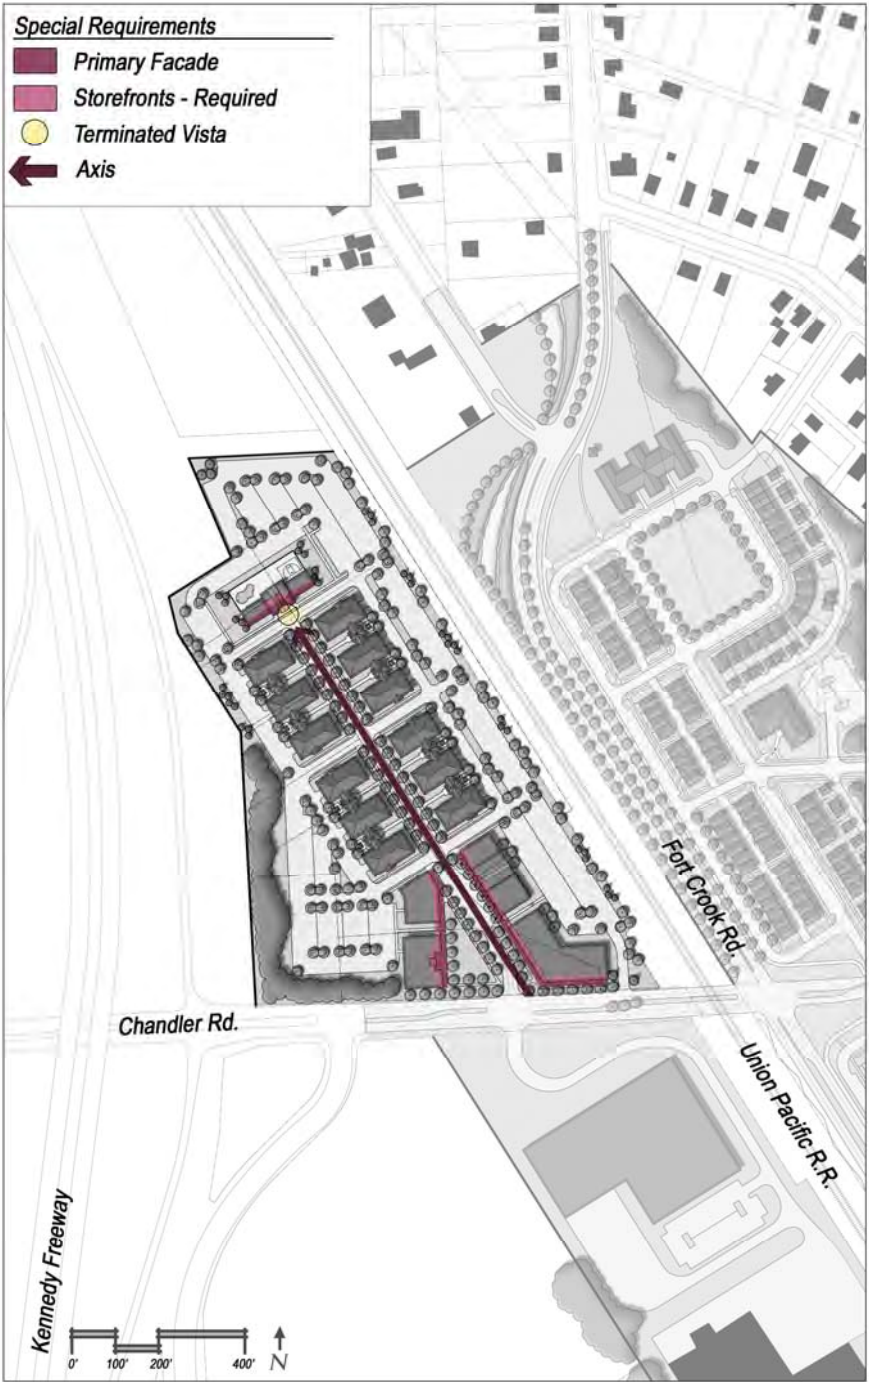 Special Requirements
Primary Facade
Storefronts - Required
Terminated Vista
Axis
Fort Crook Rd.
Chandler Rd.
Union Pacific R.R.
Kennedy Freeway
0' 100' 200' 400' N